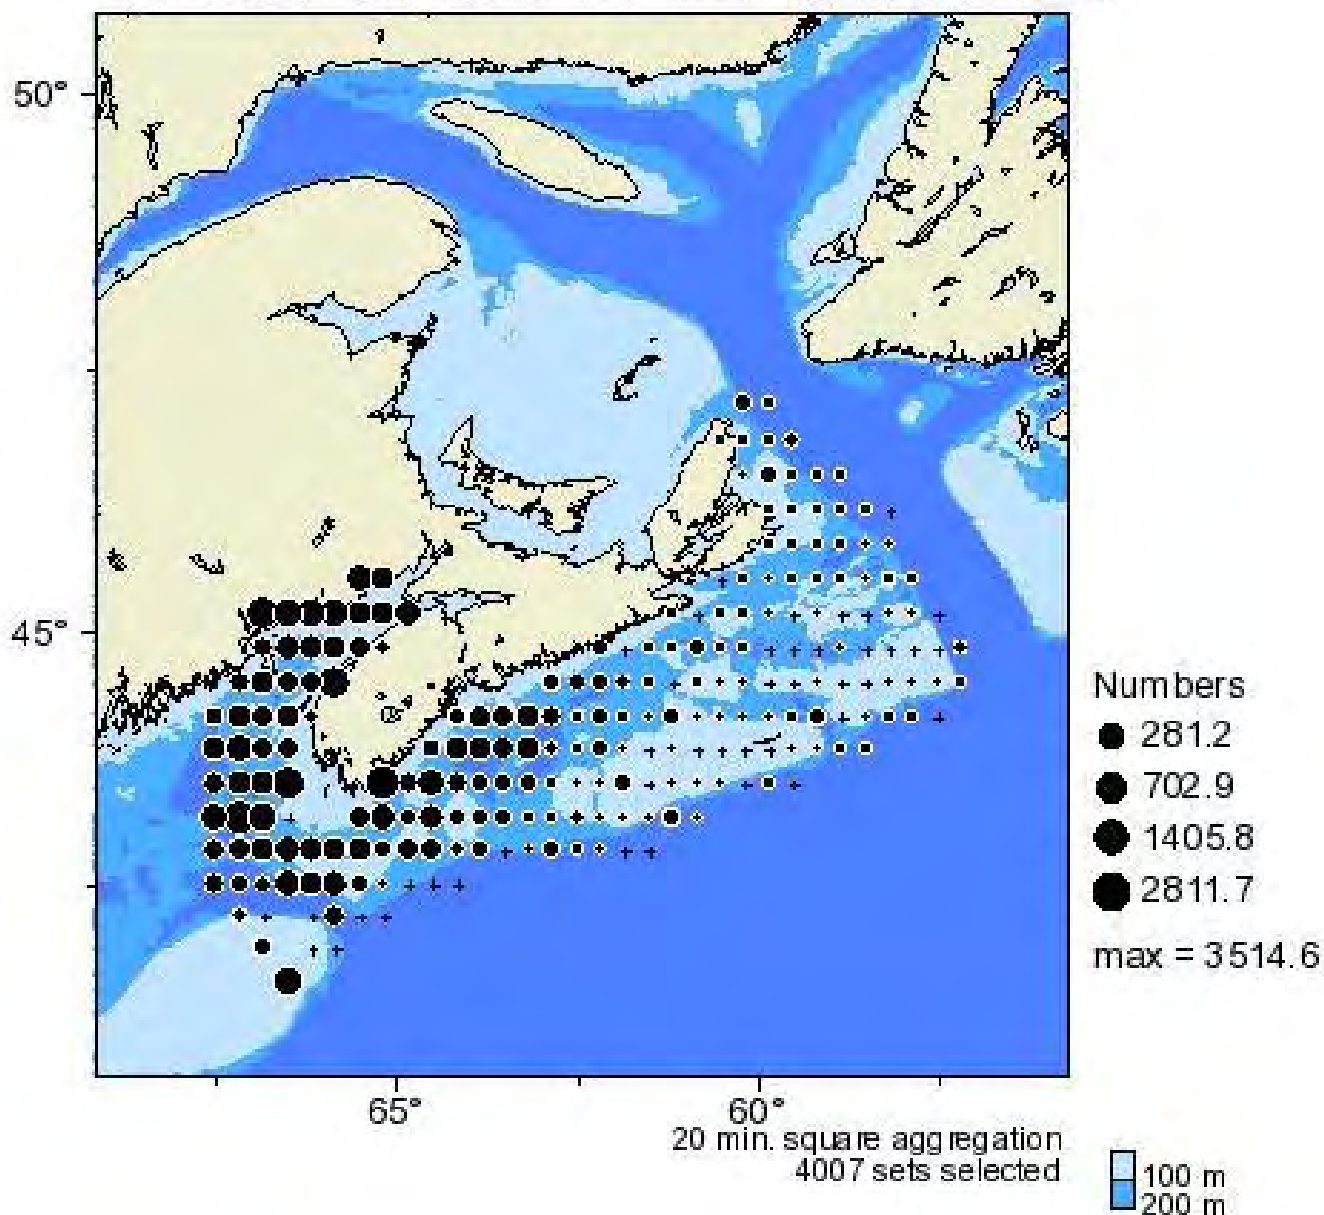 50°
45°
65°
60°
Numbers
281.2
702.9
1405.8
2811.7
max = 3514.6
20 min. square aggregation
4007 sets selected
100 m
200 m